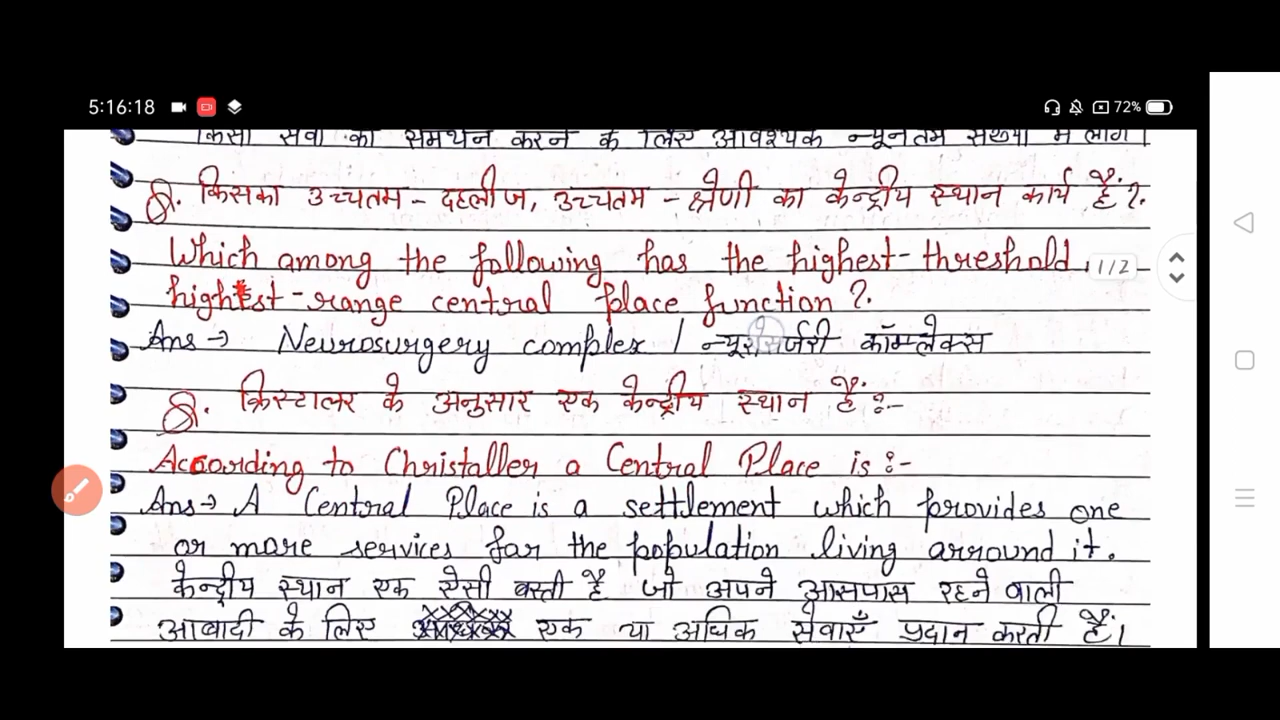 5:16:18 72%
किसी सेवा का समर्थन करने के लिए आवश्यक न्यूनतम संख्या में लोग।
Q. किसका उच्चतम - दहलीज, उच्चतम - श्रेणी का केन्द्रीय स्थान कार्य है?
Which among the following has the highest-threshold,
highest-range central place function?
1/2
Ans → Neurosurgery complex / न्यूरोसर्जरी कॉम्प्लेक्स
Q. क्रिस्टालर के अनुसार एक केन्द्रीय स्थान है :-
According to Christaller a Central Place is :-
Ans → A Central Place is a settlement which provides one
or more services for the population living arround it.
केन्द्रीय स्थान एक ऐसी बस्ती है जो अपने आसपास रहने वाली
आबादी के लिए एक या अधिक सेवाएँ प्रदान करती है।